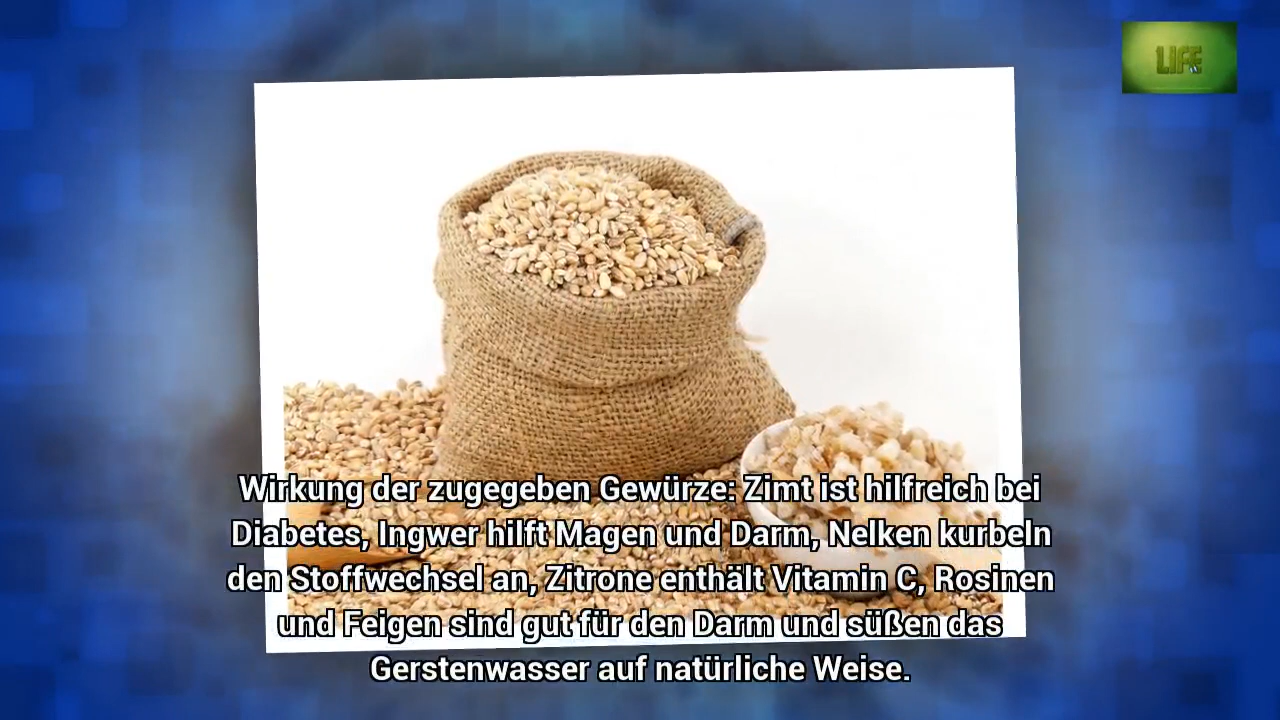 LIFE
Wirkung der zugegeben Gewürze: Zimt ist hilfreich bei
Diabetes, Ingwer hilft Magen und Darm, Nelken kurbeln
den Stoffwechsel an, Zitrone enthält Vitamin C, Rosinen
und Feigen sind gut für den Darm und süßen das
Gerstenwasser auf natürliche Weise.